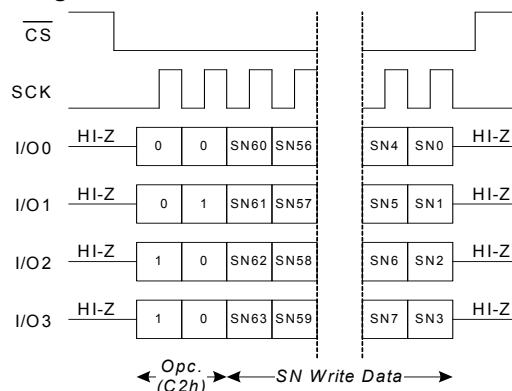 CS
SCK
I/O0 HI-Z 0 0 SN60 SN56 SN4 SN0 HI-Z
I/O1 HI-Z 0 1 SN61 SN57 SN5 SN1 HI-Z
I/O2 HI-Z 1 0 SN62 SN58 SN6 SN2 HI-Z
I/O3 HI-Z 1 0 SN63 SN59 SN7 SN3 HI-Z
Opc. SN Write Data
(C2h)